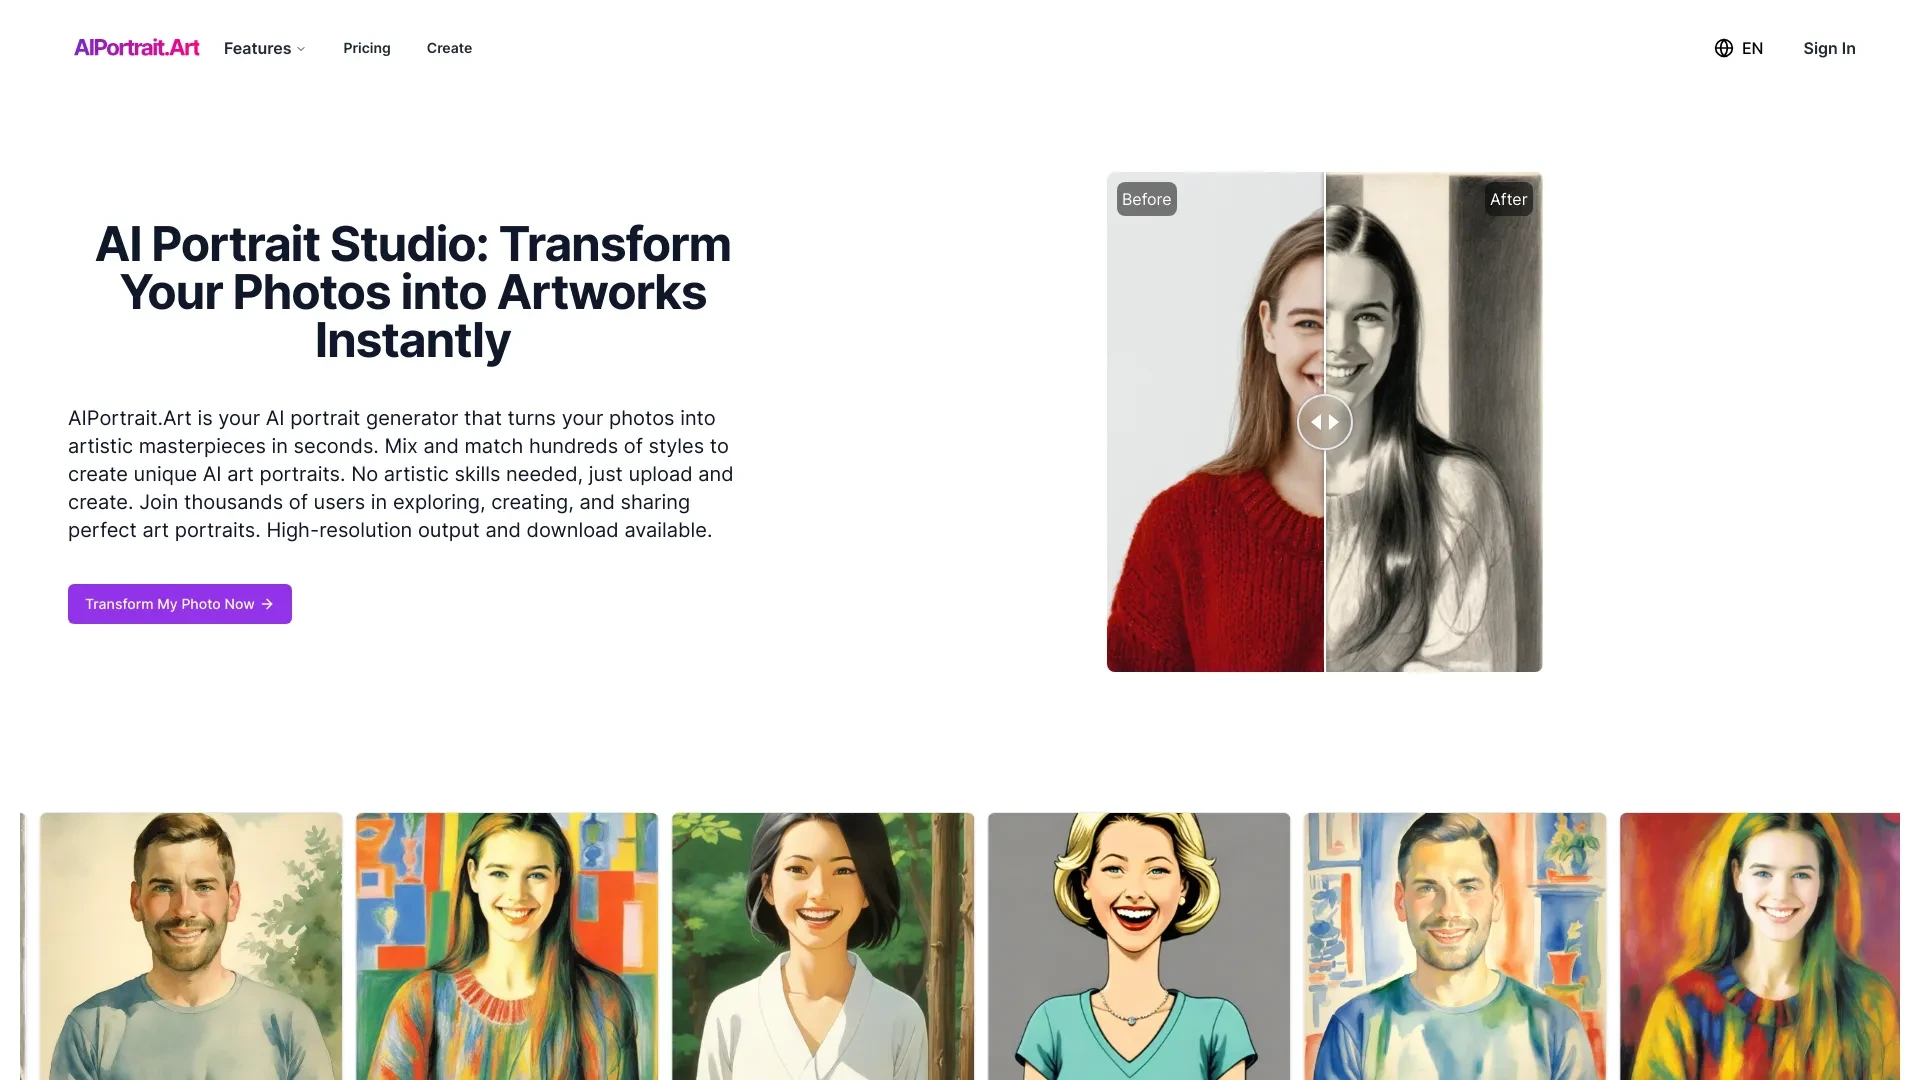 AIPortrait.Art
Features
Pricing
Create
EN
Sign In
AI Portrait Studio: Transform
Your Photos into Artworks
Instantly
AIPortrait.Art is your AI portrait generator that turns your photos into
artistic masterpieces in seconds. Mix and match hundreds of styles to
create unique AI art portraits. No artistic skills needed, just upload and
create. Join thousands of users in exploring, creating, and sharing
perfect art portraits. High-resolution output and download available.
Transform My Photo Now →
Before
After